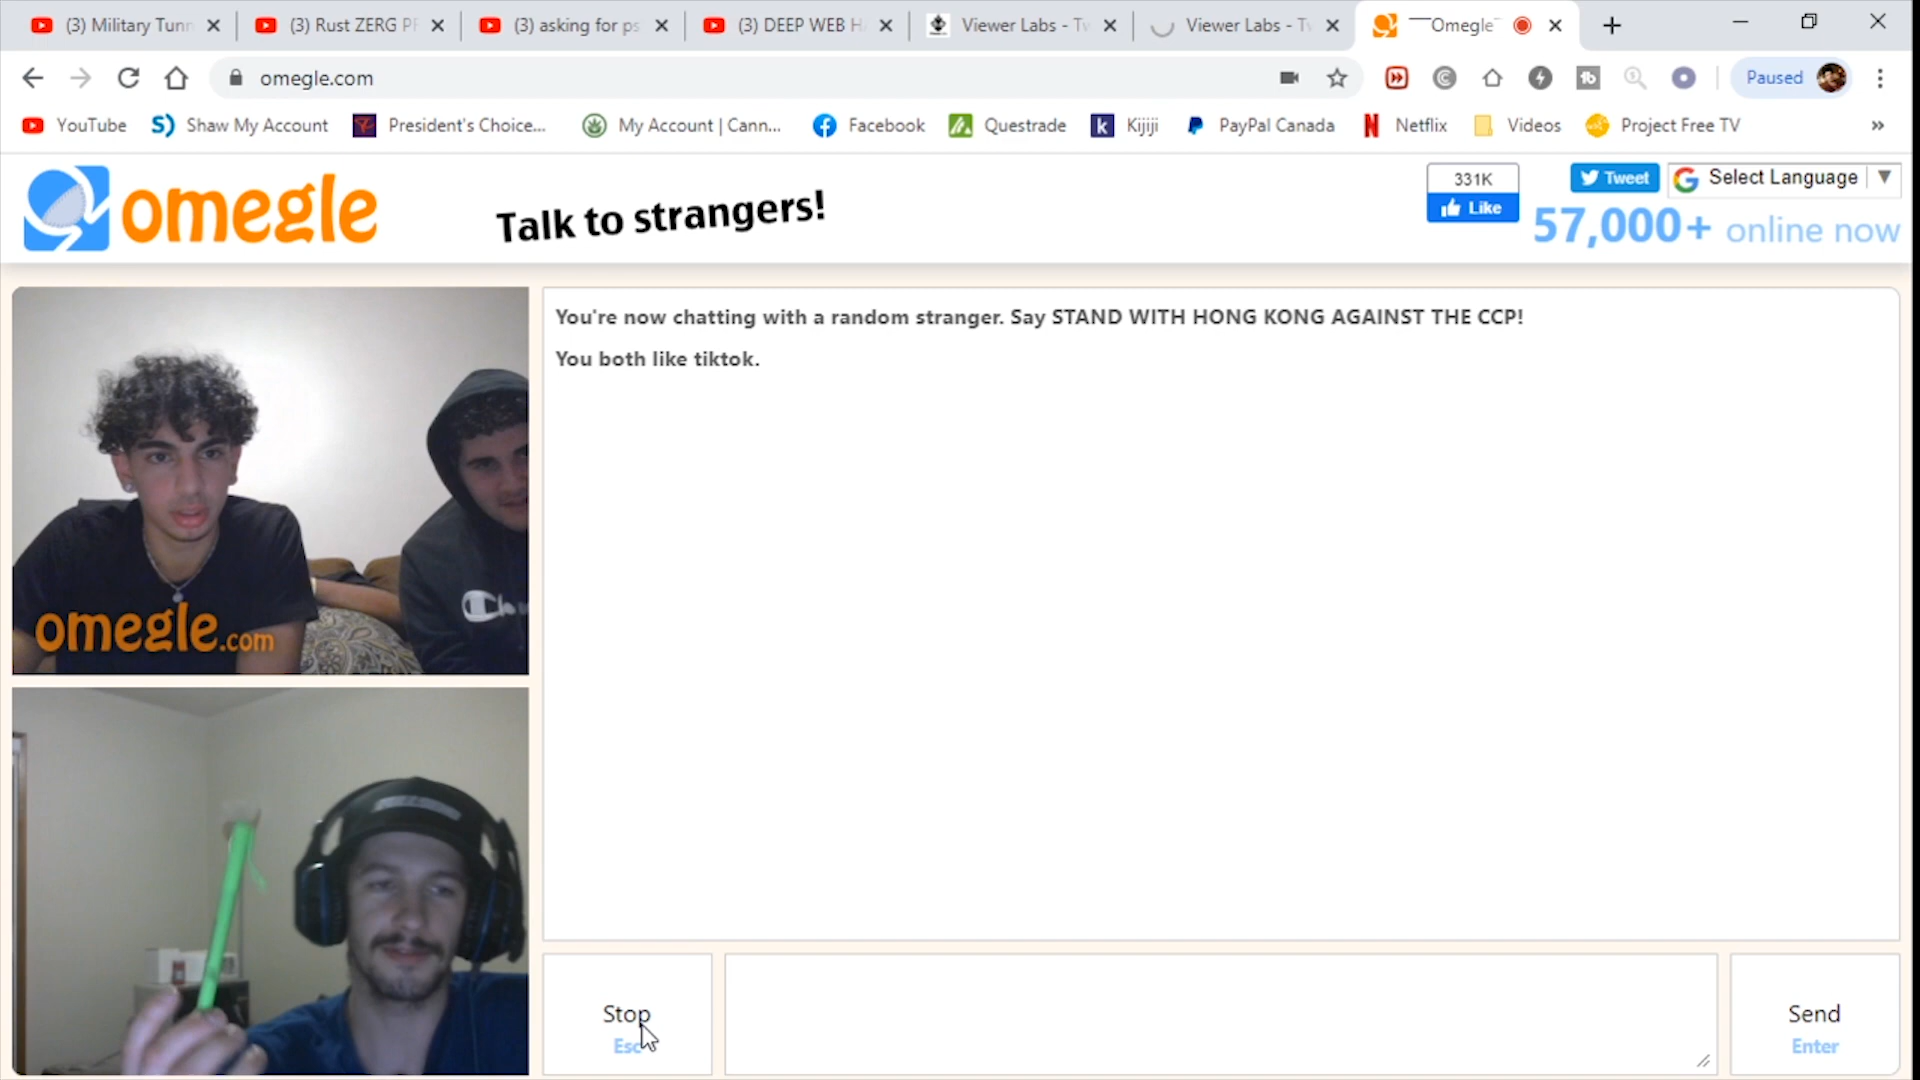 (3) Military Tunn
(3) Rust ZERG P
(3) asking for ps
(3) DEEP WEB H
Viewer Labs - Tw
Viewer Labs - Tw
Omegle
omegle.com
Paused
YouTube
Shaw My Account
President's Choice...
My Account | Cann...
Facebook
Questrade
Kijiji
PayPal Canada
Netflix
Videos
Project Free TV
»
omegle
Talk to strangers!
331K
Like
Tweet
Select Language
57,000+ online now
You're now chatting with a random stranger. Say STAND WITH HONG KONG AGAINST THE CCP!
You both like tiktok.
omegle.com
Stop
Esc
Send
Enter